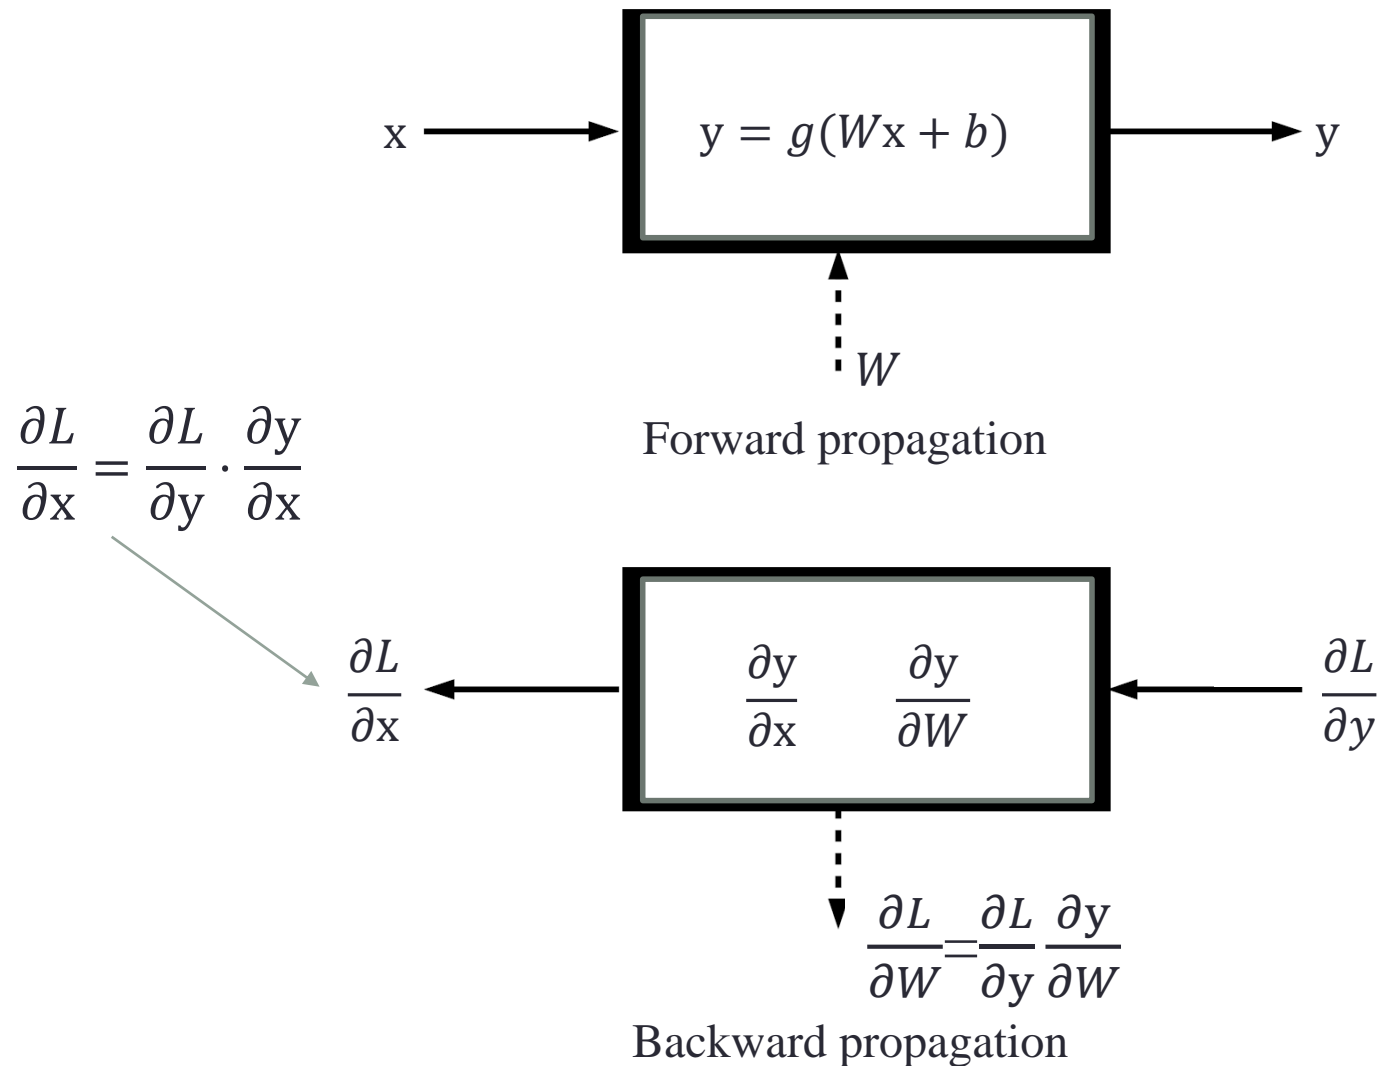 x
y = g(Wx + b)
y
W
Forward propagation
∂L/∂x = ∂L/∂y · ∂y/∂x
∂L/∂x
∂y/∂x ∂y/∂W
∂L/∂y
∂L/∂W = ∂L/∂y ∂y/∂W
Backward propagation